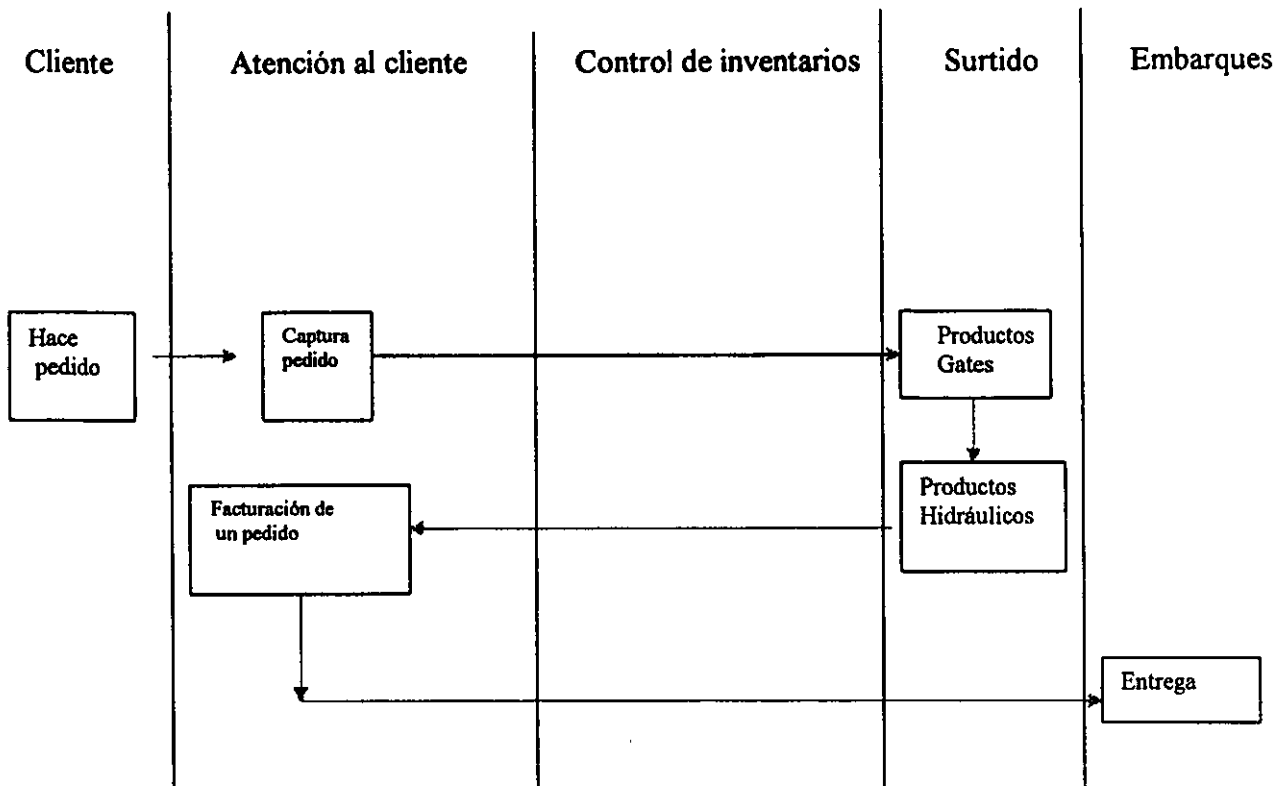 Cliente
Atención al cliente
Control de inventarios
Surtido
Embarques
Hace
pedido
Captura
pedido
Productos
Gates
Productos
Hidráulicos
Facturación de
un pedido
Entrega